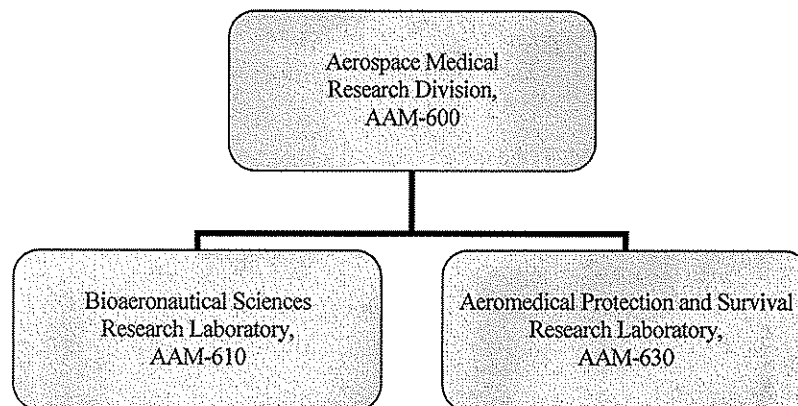 Aerospace Medical
Research Division,
AAM-600
Bioaeronautical Sciences
Research Laboratory,
AAM-610
Aeromedical Protection and Survival
Research Laboratory,
AAM-630